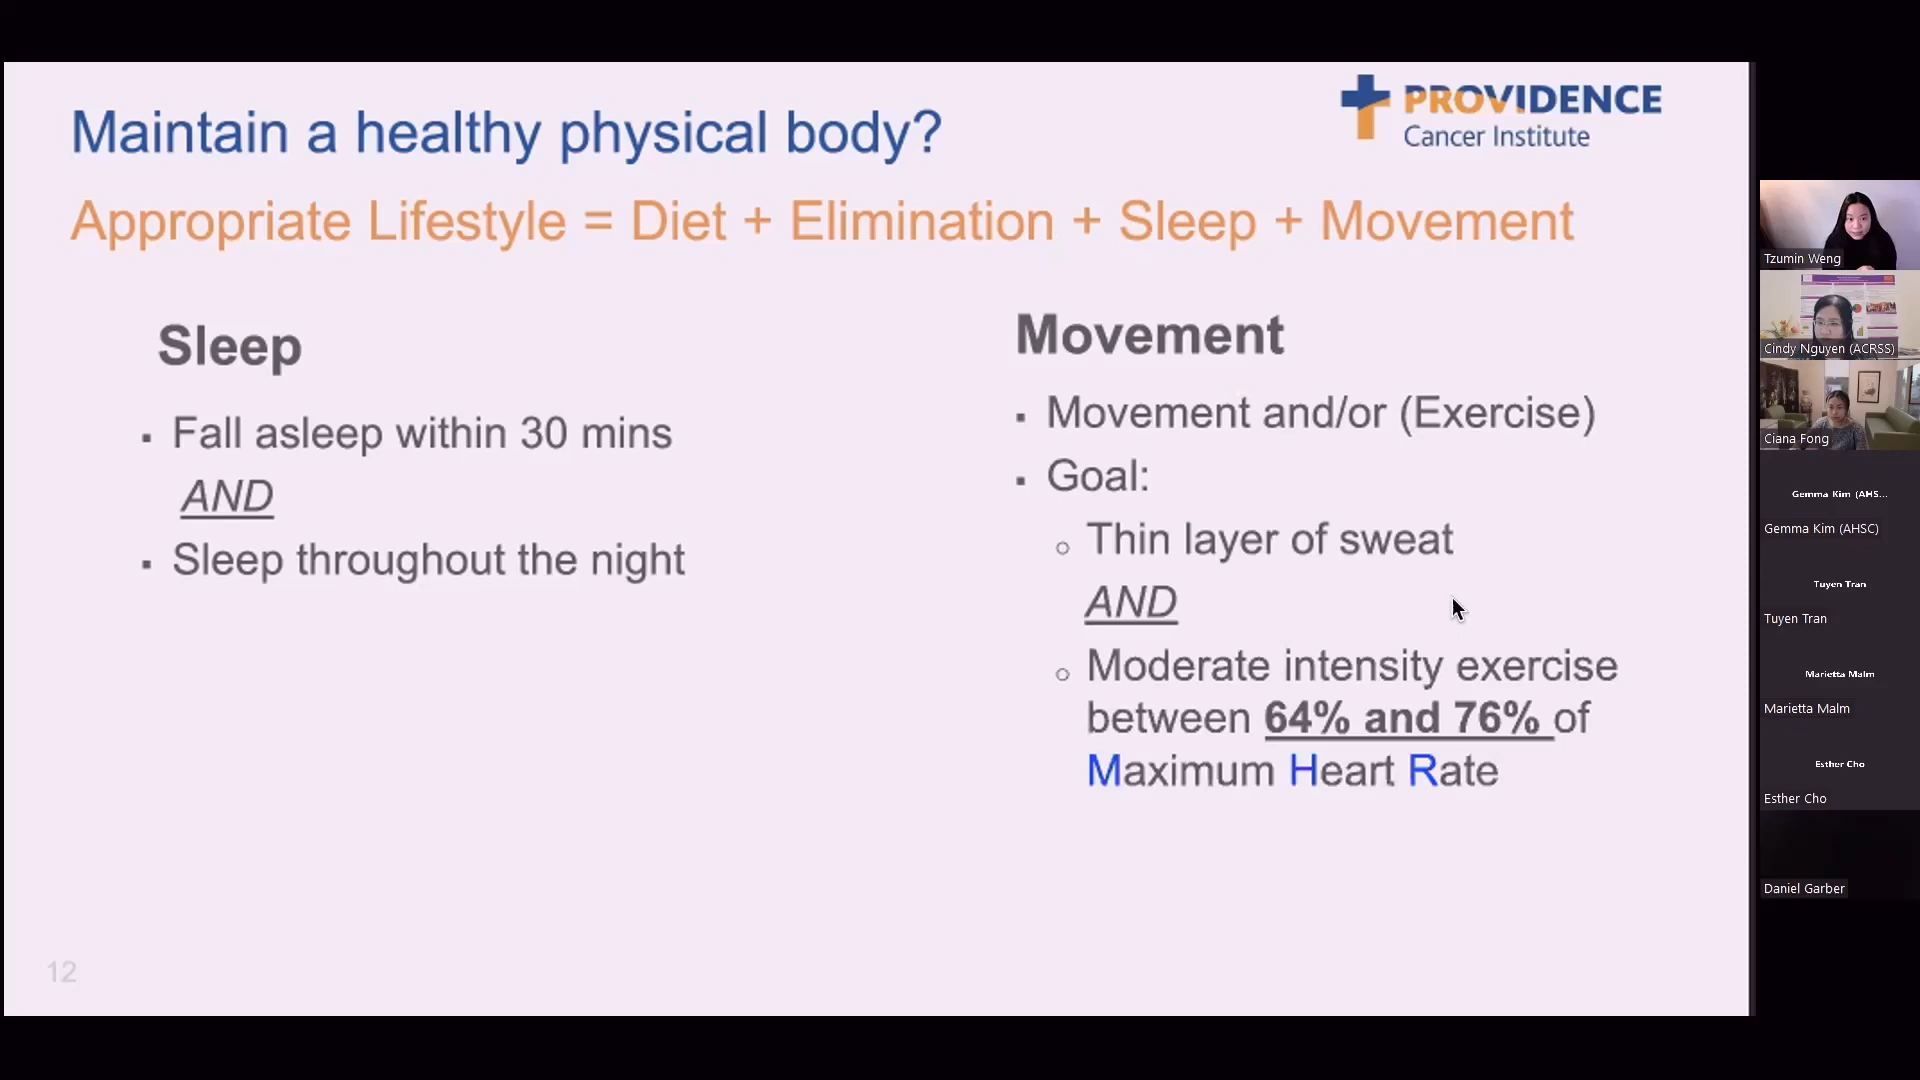 Maintain a healthy physical body?
PROVIDENCE
Cancer Institute
Appropriate Lifestyle = Diet + Elimination + Sleep + Movement
Sleep
▪ Fall asleep within 30 mins
AND
▪ Sleep throughout the night
Movement
▪ Movement and/or (Exercise)
▪ Goal:
○ Thin layer of sweat
AND
○ Moderate intensity exercise
between 64% and 76% of
Maximum Heart Rate
12
Tzumin Weng
Cindy Nguyen (ACRSS)
Ciana Fong
Gemma Kim (AHS...
Gemma Kim (AHSC)
Tuyen Tran
Tuyen Tran
Marietta Malm
Marietta Malm
Esther Cho
Esther Cho
Daniel Garber